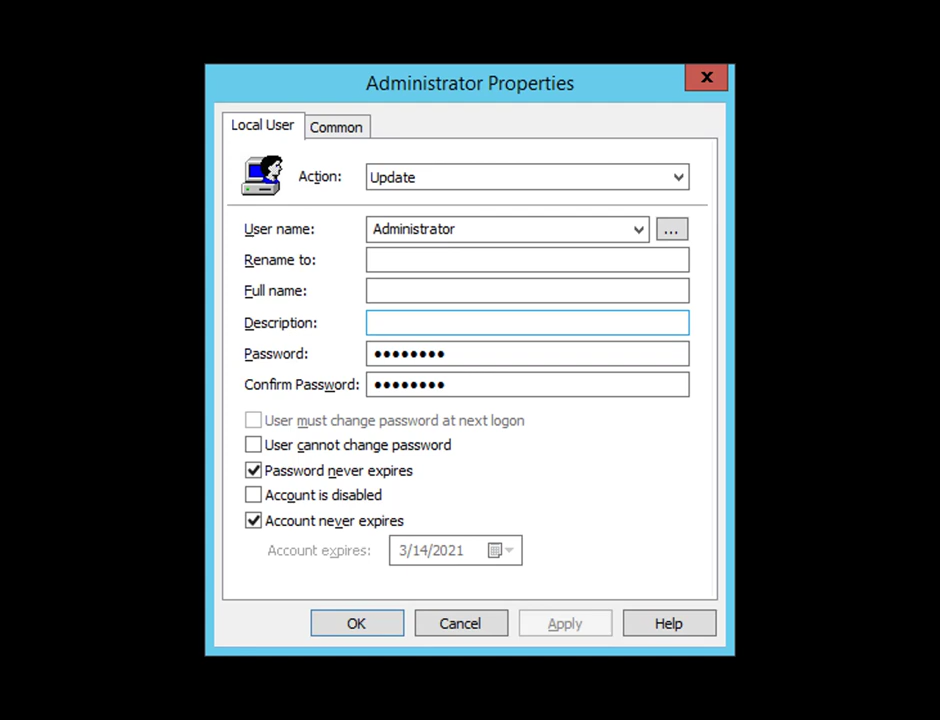 Administrator Properties
x
Local User
Common
Action:
Update
User name:
Administrator
...
Rename to:
Full name:
Description:
Password:
••••••••
Confirm Password:
••••••••
User must change password at next logon
User cannot change password
Password never expires
Account is disabled
Account never expires
Account expires:
3/14/2021
OK
Cancel
Apply
Help